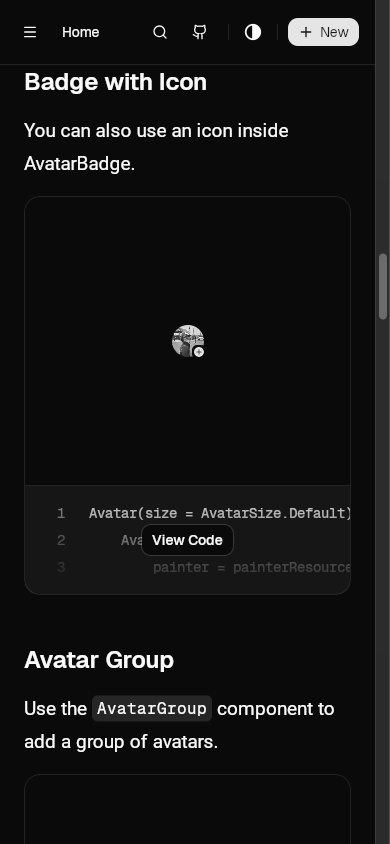 Home
New
Badge with Icon
You can also use an icon inside
AvatarBadge.
1 Avatar(size = AvatarSize.Default)
2 Ava
View Code
3 painter = painterResource
Avatar Group
Use the AvatarGroup component to
add a group of avatars.